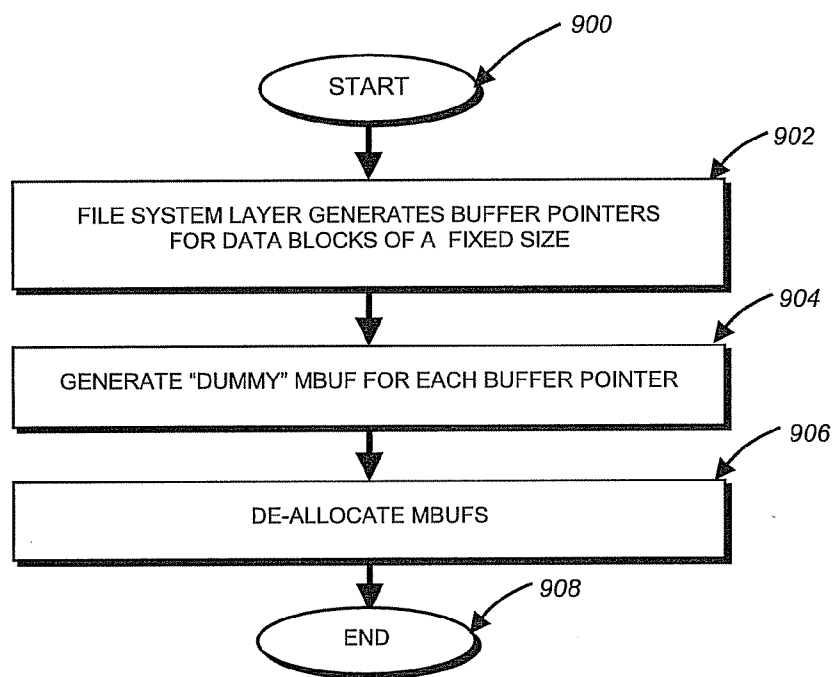 900
START
902
FILE SYSTEM LAYER GENERATES BUFFER POINTERS
FOR DATA BLOCKS OF A FIXED SIZE
904
GENERATE "DUMMY" MBUF FOR EACH BUFFER POINTER
906
DE-ALLOCATE MBUFS
908
END